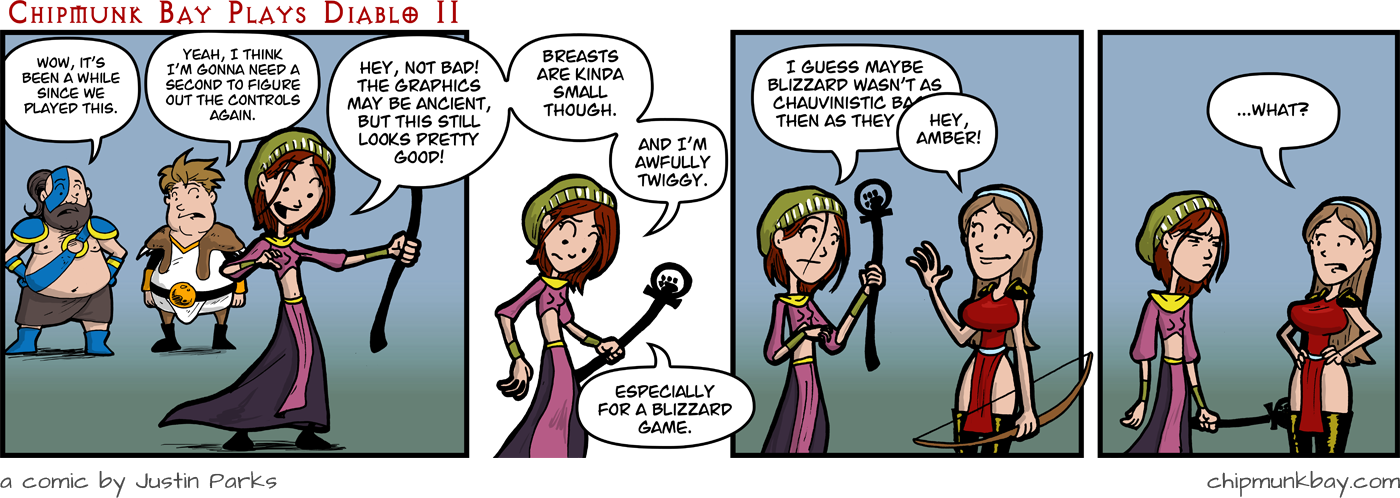 Chipmunk Bay Plays Diablo II
WOW, IT'S
BEEN A WHILE
SINCE WE
PLAYED THIS.
YEAH, I THINK
I'M GONNA NEED A
SECOND TO FIGURE
OUT THE CONTROLS
AGAIN.
HEY, NOT BAD!
THE GRAPHICS
MAY BE ANCIENT,
BUT THIS STILL
LOOKS PRETTY
GOOD!
BREASTS
ARE KINDA
SMALL
THOUGH.
AND I'M
AWFULLY
TWIGGY.
ESPECIALLY
FOR A BLIZZARD
GAME.
I GUESS MAYBE
BLIZZARD WASN'T AS
CHAUVINISTIC
THEN AS THEY
HEY,
AMBER!
...WHAT?
a comic by Justin Parks
chipmunkbay.com